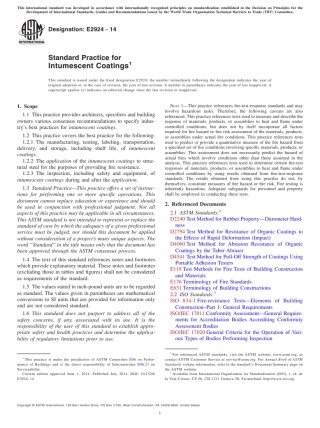 This international standard was developed in accordance with internationally recognized principles on standardization established in the Decision on Principles for the
Development of International Standards, Guides and Recommendations issued by the World Trade Organization Technical Barriers to Trade (TBT) Committee.
Designation: E2924 − 14
Standard Practice for
Intumescent Coatings1
This standard is issued under the fixed designation E2924; the number immediately following the designation indicates the year of
original adoption or, in the case of revision, the year of last revision. A number in parentheses indicates the year of last reapproval. A
superscript epsilon (ε) indicates an editorial change since the last revision or reapproval.
1. Scope
1.1 This practice provides architects, specifiers and building
owners various consensus recommendations to specify indus-
try's best practices for intumescent coatings.
1.2 This practice covers the best practice for the following:
1.2.1 The manufacturing, testing, labeling, transportation,
delivery, and storage, including shelf life, of intumescent
coatings.
1.2.2 The application of the intumescent coatings to struc-
tural steel for the purposes of providing fire resistance.
1.2.3 The inspection, including safety and equipment, of
intumescent coatings during and after the application.
1.3 Standard Practice—This practice offers a set of instruc-
tions for performing one or more specific operations. This
document cannot replace education or experience and should
be used in conjunction with professional judgment. Not all
aspects of this practice may be applicable in all circumstances.
This ASTM standard is not intended to represent or replace the
standard of care by which the adequacy of a given professional
service must be judged, nor should this document be applied
without consideration of a project's many unique aspects. The
word "Standard" in the title means only that the document has
been approved through the ASTM consensus process.
1.4 The text of this standard references notes and footnotes
which provide explanatory material. These notes and footnotes
(excluding those in tables and figures) shall not be considered
as requirements of the standard.
1.5 The values stated in inch-pound units are to be regarded
as standard. The values given in parentheses are mathematical
conversions to SI units that are provided for information only
and are not considered standard.
1.6 This standard does not purport to address all of the
safety concerns, if any, associated with its use. It is the
responsibility of the user of this standard to establish appro-
priate safety and health practices and determine the applica-
bility of regulatory limitations prior to use.
NOTE 1—This practice references fire-test-response standards and may
involve hazardous tasks. Therefore, the following caveats are also
referenced. This practice references tests used to measure and describe the
response of materials, products, or assemblies to heat and flame under
controlled conditions, but does not by itself incorporate all factors
required for fire hazard or fire risk assessment of the materials, products,
or assemblies under actual fire conditions. This practice references tests
used to predict or provide a quantitative measure of the fire hazard from
a specified set of fire conditions involving specific materials, products, or
assemblies. This assessment does not necessarily predict the hazard of
actual fires which involve conditions other than those assumed in the
analysis. This practice references tests used to determine certain fire test
responses of materials, products, or assemblies to heat and flame under
controlled conditions by using results obtained from fire-test-response
standards. The results obtained from using this practice do not, by
themselves, constitute measures of fire hazard or fire risk. Fire testing is
inherently hazardous. Adequate safeguards for personnel and property
shall be employed in conducting these tests.
2. Referenced Documents
2.1 ASTM Standards:2
D2240 Test Method for Rubber Property—Durometer Hard-
ness
D2794 Test Method for Resistance of Organic Coatings to
the Effects of Rapid Deformation (Impact)
D4060 Test Method for Abrasion Resistance of Organic
Coatings by the Taber Abraser
D4541 Test Method for Pull-Off Strength of Coatings Using
Portable Adhesion Testers
E119 Test Methods for Fire Tests of Building Construction
and Materials
E176 Terminology of Fire Standards
E631 Terminology of Building Constructions
2.2 ISO Standards:3
ISO 834-1 Fire-resistance Tests—Elements of Building
Construction–Part 1: General Requirements
ISO/IEC 17011 Conformity Assessment—General Require-
ments for Accreditation Bodies Accrediting Conformity
Assessment Bodies
ISO/IEC 17020 General Criteria for the Operation of Vari-
ous Types of Bodies Performing Inspection
1 This practice is under the jurisdiction of ASTM Committee E06 on Perfor-
mance of Buildings and is the direct responsibility of Subcommittee E06.21 on
Serviceability.
Current edition approved June 1, 2014. Published July 2014. DOI: 10.1520/
E2924-14.
2 For referenced ASTM standards, visit the ASTM website, www.astm.org, or
contact ASTM Customer Service at service@astm.org. For Annual Book of ASTM
Standards volume information, refer to the standard's Document Summary page on
the ASTM website.
3 Available from International Organization for Standardization (ISO), 1, ch. de
la Voie-Creuse, CP 56, CH-1211 Geneva 20, Switzerland, http://www.iso.org.
Copyright © ASTM International, 100 Barr Harbor Drive, PO Box C700, West Conshohocken, PA 19428-2959. United States
1